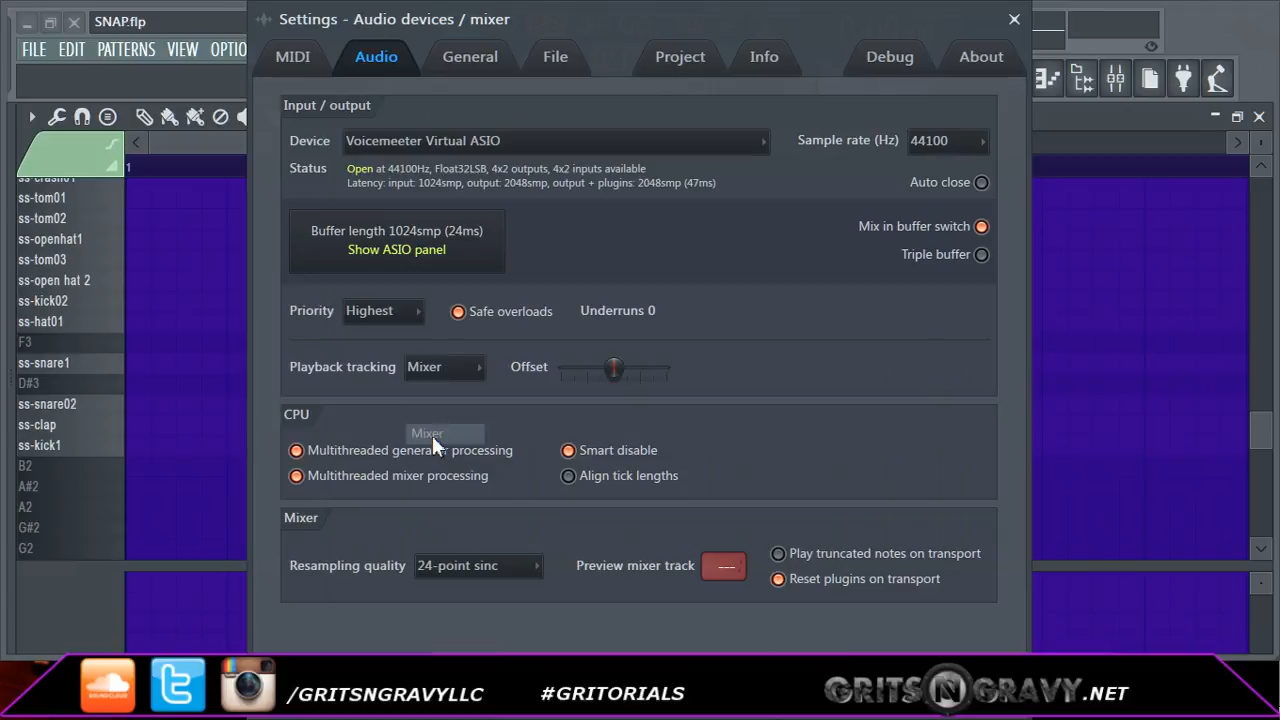 SNAP.flp
FILE EDIT PATTERNS VIEW OPTIO
1
ss-tom01
ss-tom02
ss-openhat1
ss-tom03
ss-open hat 2
ss-kick02
ss-hat01
F3
ss-snare1
D#3
ss-snare02
ss-clap
ss-kick1
B2
A#2
A2
G#2
G2
Settings - Audio devices / mixer
MIDI Audio General File Project Info Debug About
Input / output
Device Voicemeeter Virtual ASIO Sample rate (Hz) 44100
Status Open at 44100Hz, Float32LSB, 4x2 outputs, 4x2 inputs available
Latency: input: 1024smp, output: 2048smp, output + plugins: 2048smp (47ms)
Auto close
Buffer length 1024smp (24ms)
Show ASIO panel
Mix in buffer switch
Triple buffer
Priority Highest Safe overloads Underruns 0
Playback tracking Mixer Offset
CPU
Mixer
Multithreaded generator processing Smart disable
Multithreaded mixer processing Align tick lengths
Mixer
Resampling quality 24-point sinc Preview mixer track ---
Play truncated notes on transport
Reset plugins on transport
/GRITSNGRAVYLLC #GRITORIALS GRITS N GRAVY.NET